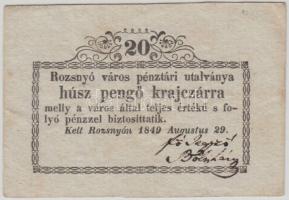 20
Rozsnyó város pénztári utalványa
húsz pengő krajczárra
melly a város által teljes értékü s fo-
lyó pénzzel biztosittatik.
Kelt Rozsnyón 1849 Augustus 29.